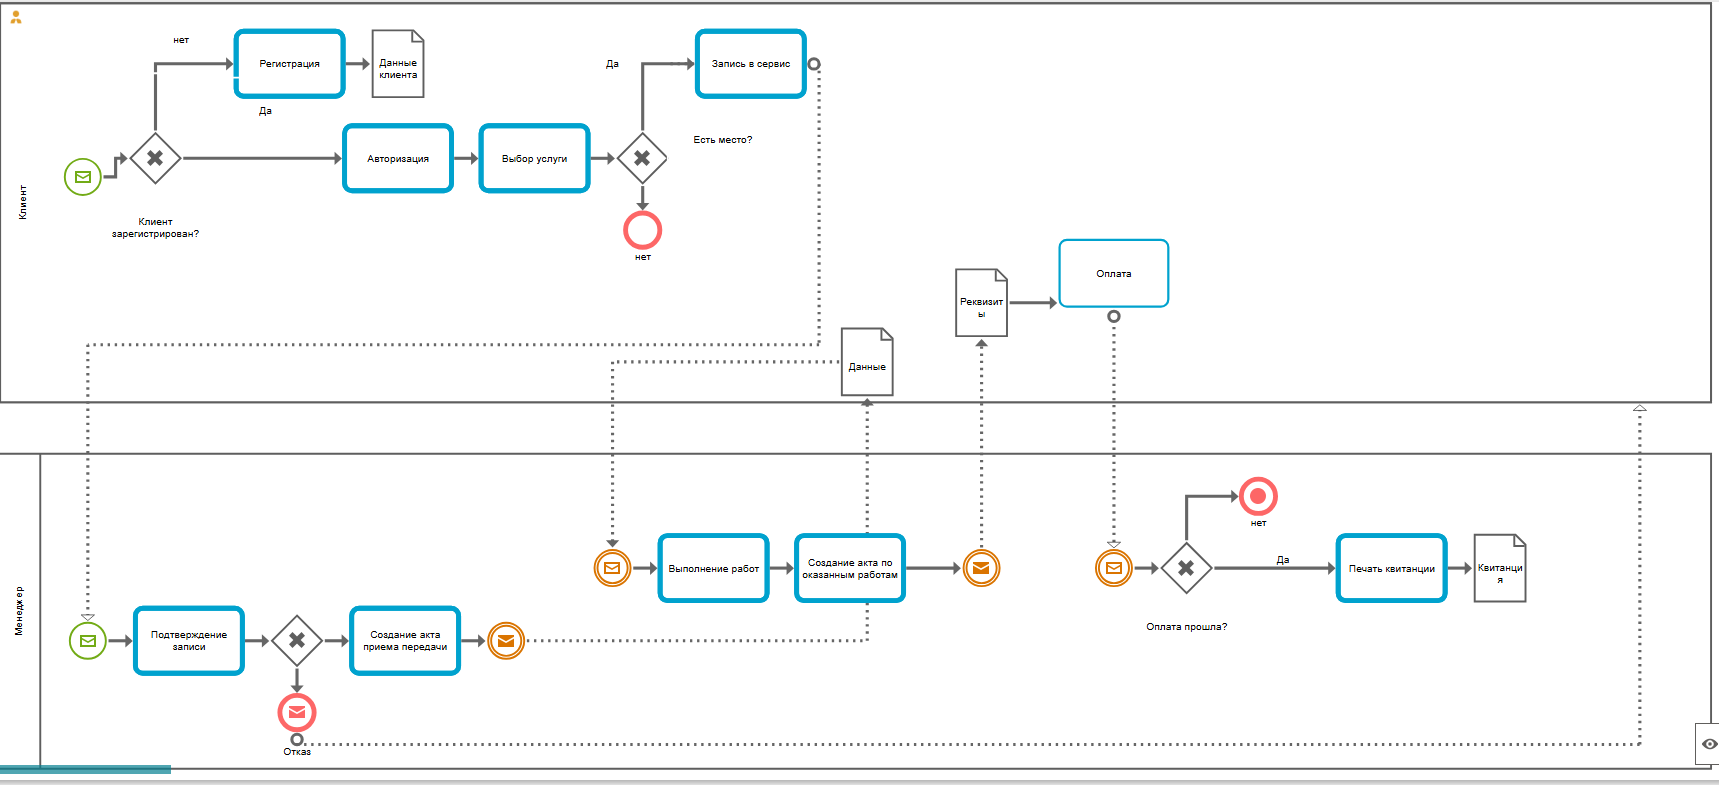 нет
Регистрация
Данные
клиента
Да
Запись в сервис
Да
Авторизация
Выбор услуги
Есть место?
Клиент
Клиент
зарегистрирован?
нет
Оплата
Реквизит
ы
Данные
нет
Менеджер
Выполнение работ
Создание акта по
оказанным работам
Да
Печать квитанции
Квитанци
я
Оплата прошла?
Подтверждение
записи
Создание акта
приема передачи
Отказ